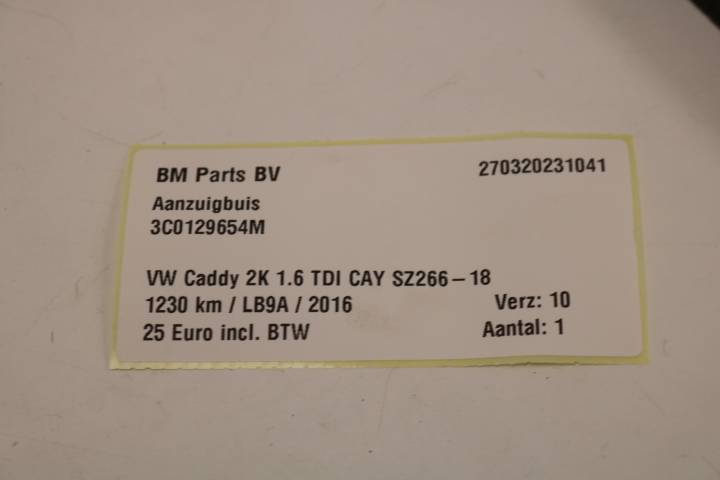 BM Parts BV 270320231041
Aanzuigbuis
3C0129654M
VW Caddy 2K 1.6 TDI CAY SZ266-18
1230 km / LB9A / 2016 Verz: 10
25 Euro incl. BTW Aantal: 1